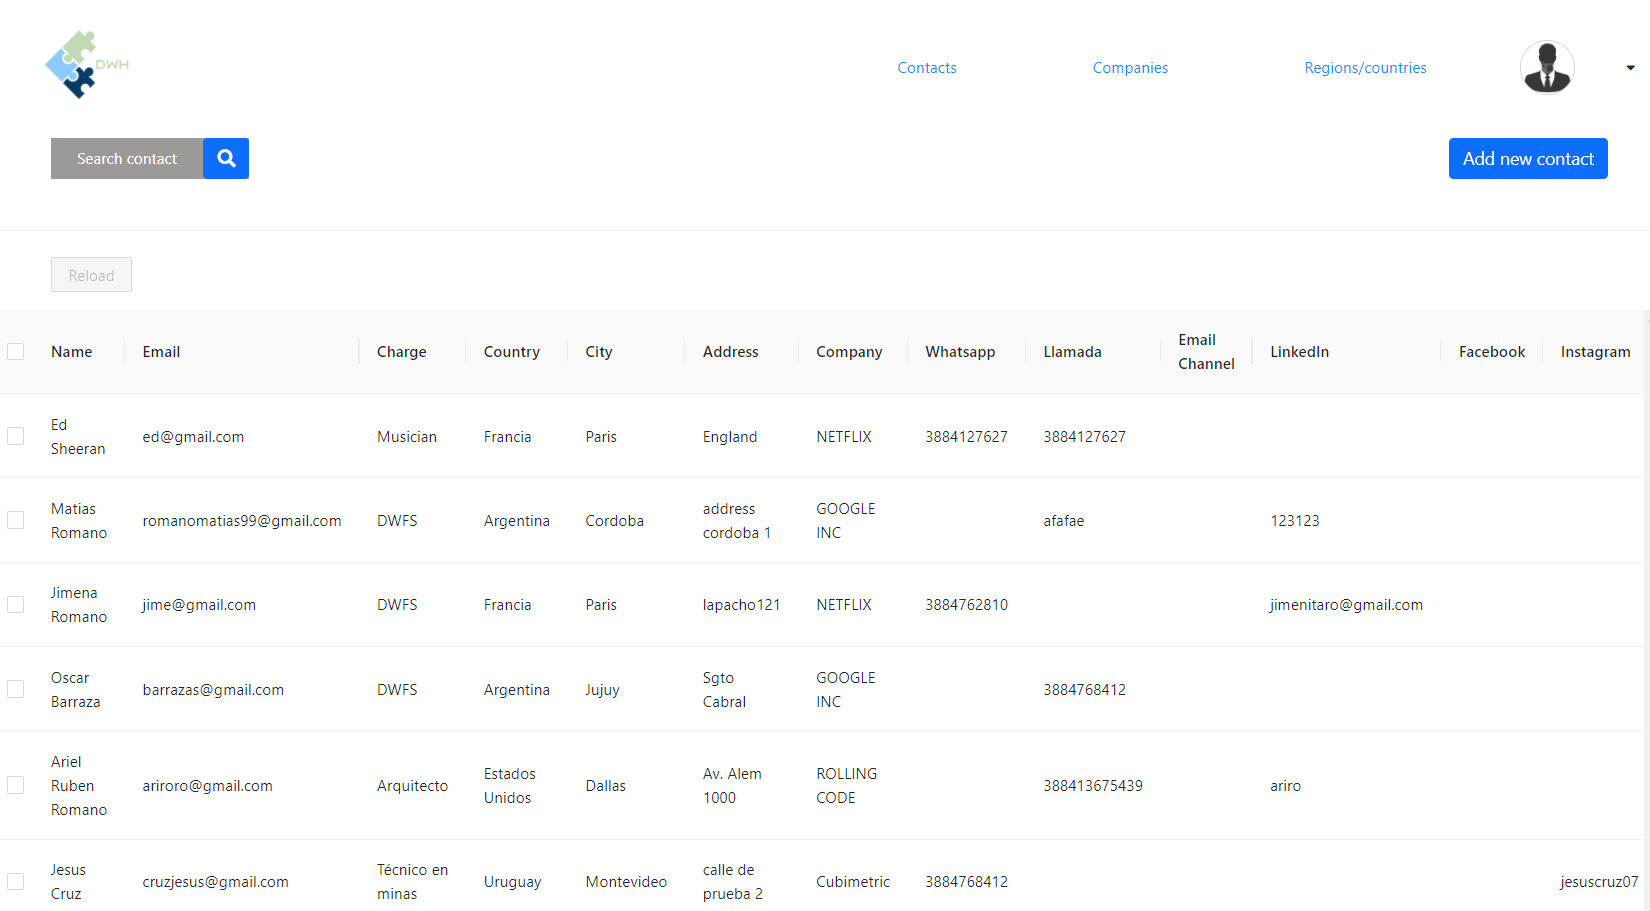 DWH
Contacts Companies Regions/countries
Search contact Add new contact
Reload
Name Email Charge Country City Address Company Whatsapp Llamada Email Channel LinkedIn Facebook Instagram
Ed Sheeran ed@gmail.com Musician Francia Paris England NETFLIX 3884127627 3884127627
Matias Romano romanomatias99@gmail.com DWFS Argentina Cordoba address cordoba 1 GOOGLE INC afafae 123123
Jimena Romano jime@gmail.com DWFS Francia Paris lapacho121 NETFLIX 3884762810 jimenitaro@gmail.com
Oscar Barraza barrazas@gmail.com DWFS Argentina Jujuy Sgto Cabral GOOGLE INC 3884768412
Ariel Ruben Romano ariroro@gmail.com Arquitecto Estados Unidos Dallas Av. Alem 1000 ROLLING CODE 388413675439 ariro
Jesus Cruz cruzjesus@gmail.com Técnico en minas Uruguay Montevideo calle de prueba 2 Cubimetric 3884768412 jesuscruz07